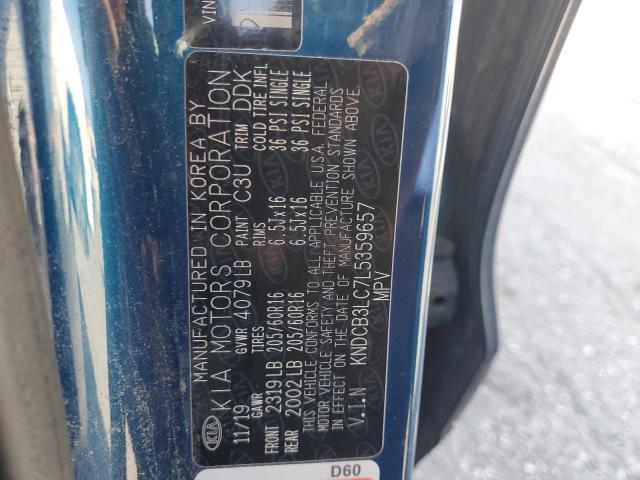 VIN
MANUFACTURED IN KOREA BY
KIA KIA MOTORS CORPORATION
11/19 GVWR 4079LB PAINT C3U TRIM DDK
GAWR RIMS COLD TIRE INFL
FRONT 2319LB 205/60R16 6.5Jx16 36 PSI SINGLE
REAR 2002LB 205/60R16 6.5Jx16 36 PSI SINGLE
THIS VEHICLE CONFORMS TO ALL APPLICABLE U.S.A. FEDERAL
MOTOR VEHICLE SAFETY AND THEFT PREVENTION STANDARDS
IN EFFECT ON THE DATE OF MANUFACTURE SHOWN ABOVE.
V.I.N KNDCB3LC7L5359657
MPV
D60